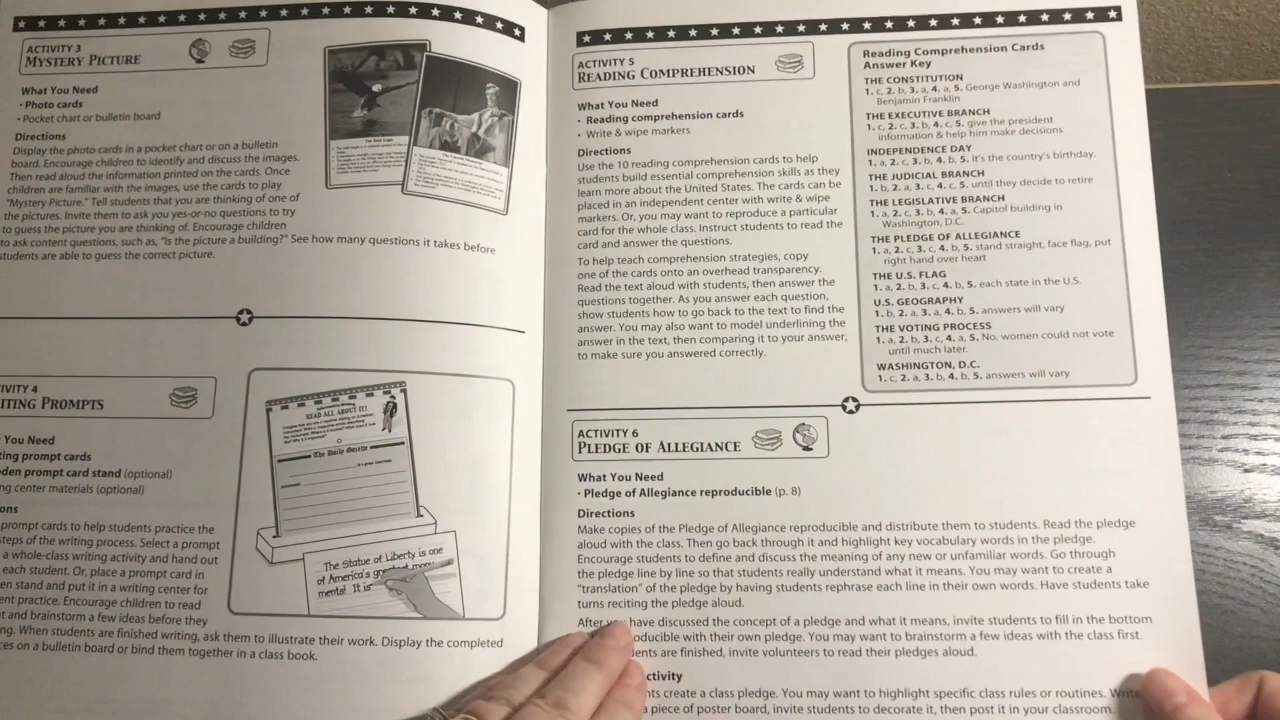 ACTIVITY 3
MYSTERY PICTURE
What You Need
• Photo cards
• Pocket chart or bulletin board
Directions
Display the photo cards in a pocket chart or on a bulletin
board. Encourage children to identify and discuss the images.
Then read aloud the information printed on the cards. Once
children are familiar with the images, use the cards to play
"Mystery Picture." Tell students that you are thinking of one of
the pictures. Invite them to ask you yes-or-no questions to try
to guess the picture you are thinking of. Encourage children
to ask content questions, such as, "Is the picture a building?" See how many questions it takes before
students are able to guess the correct picture.
The Bald Eagle
The Lincoln Memorial
IVITY 4
ITING PROMPTS
You Need
ting prompt cards
den prompt card stand (optional)
ng center materials (optional)
ons
prompt cards to help students practice the
steps of the writing process. Select a prompt
a whole-class writing activity and hand out
each student. Or, place a prompt card in
en stand and put it in a writing center for
ent practice. Encourage children to read
t and brainstorm a few ideas before they
ng. When students are finished writing, ask them to illustrate their work. Display the completed
es on a bulletin board or bind them together in a class book.
READ ALL ABOUT IT!
The Daily Gazette
The Statue of Liberty is one
of America's
ments! It is
ACTIVITY 5
READING COMPREHENSION
What You Need
• Reading comprehension cards
• Write & wipe markers
Directions
Use the 10 reading comprehension cards to help
students build essential comprehension skills as they
learn more about the United States. The cards can be
placed in an independent center with write & wipe
markers. Or, you may want to reproduce a particular
card for the whole class. Instruct students to read the
card and answer the questions.
To help teach comprehension strategies, copy
one of the cards onto an overhead transparency.
Read the text aloud with students, then answer the
questions together. As you answer each question,
show students how to go back to the text to find the
answer. You may also want to model underlining the
answer in the text, then comparing it to your answer,
to make sure you answered correctly.
Reading Comprehension Cards
Answer Key
THE CONSTITUTION
1. c, 2. b, 3. a, 4. a, 5. George Washington and
Benjamin Franklin
THE EXECUTIVE BRANCH
1. c, 2. c, 3. b, 4. c, 5. give the president
information & help him make decisions
INDEPENDENCE DAY
1. a, 2. c, 3. b, 4. b, 5. it's the country's birthday.
THE JUDICIAL BRANCH
1. b, 2. a, 3. c, 4. c, 5. until they decide to retire
THE LEGISLATIVE BRANCH
1. a, 2. c, 3. b, 4. a, 5. Capitol building in
Washington, D.C.
THE PLEDGE OF ALLEGIANCE
1. a, 2. c, 3. c, 4. b, 5. stand straight, face flag, put
right hand over heart
THE U.S. FLAG
1. a, 2. b, 3. c, 4. b, 5. each state in the U.S.
U.S. GEOGRAPHY
1. b, 2. a, 3. a, 4. b, 5. answers will vary
THE VOTING PROCESS
1. a, 2. b, 3. c, 4. a, 5. No, women could not vote
until much later.
WASHINGTON, D.C.
1. c, 2. a, 3. b, 4. b, 5. answers will vary
ACTIVITY 6
PLEDGE OF ALLEGIANCE
What You Need
• Pledge of Allegiance reproducible (p. 8)
Directions
Make copies of the Pledge of Allegiance reproducible and distribute them to students. Read the pledge
aloud with the class. Then go back through it and highlight key vocabulary words in the pledge.
Encourage students to define and discuss the meaning of any new or unfamiliar words. Go through
the pledge line by line so that students really understand what it means. You may want to create a
"translation" of the pledge by having students rephrase each line in their own words. Have students take
turns reciting the pledge aloud.
After you have discussed the concept of a pledge and what it means, invite students to fill in the bottom
oducible with their own pledge. You may want to brainstorm a few ideas with the class first.
ents are finished, invite volunteers to read their pledges aloud.
ctivity
nts create a class pledge. You may want to highlight specific class rules or routines. Write
a piece of poster board, invite students to decorate it, then post it in your classroom.